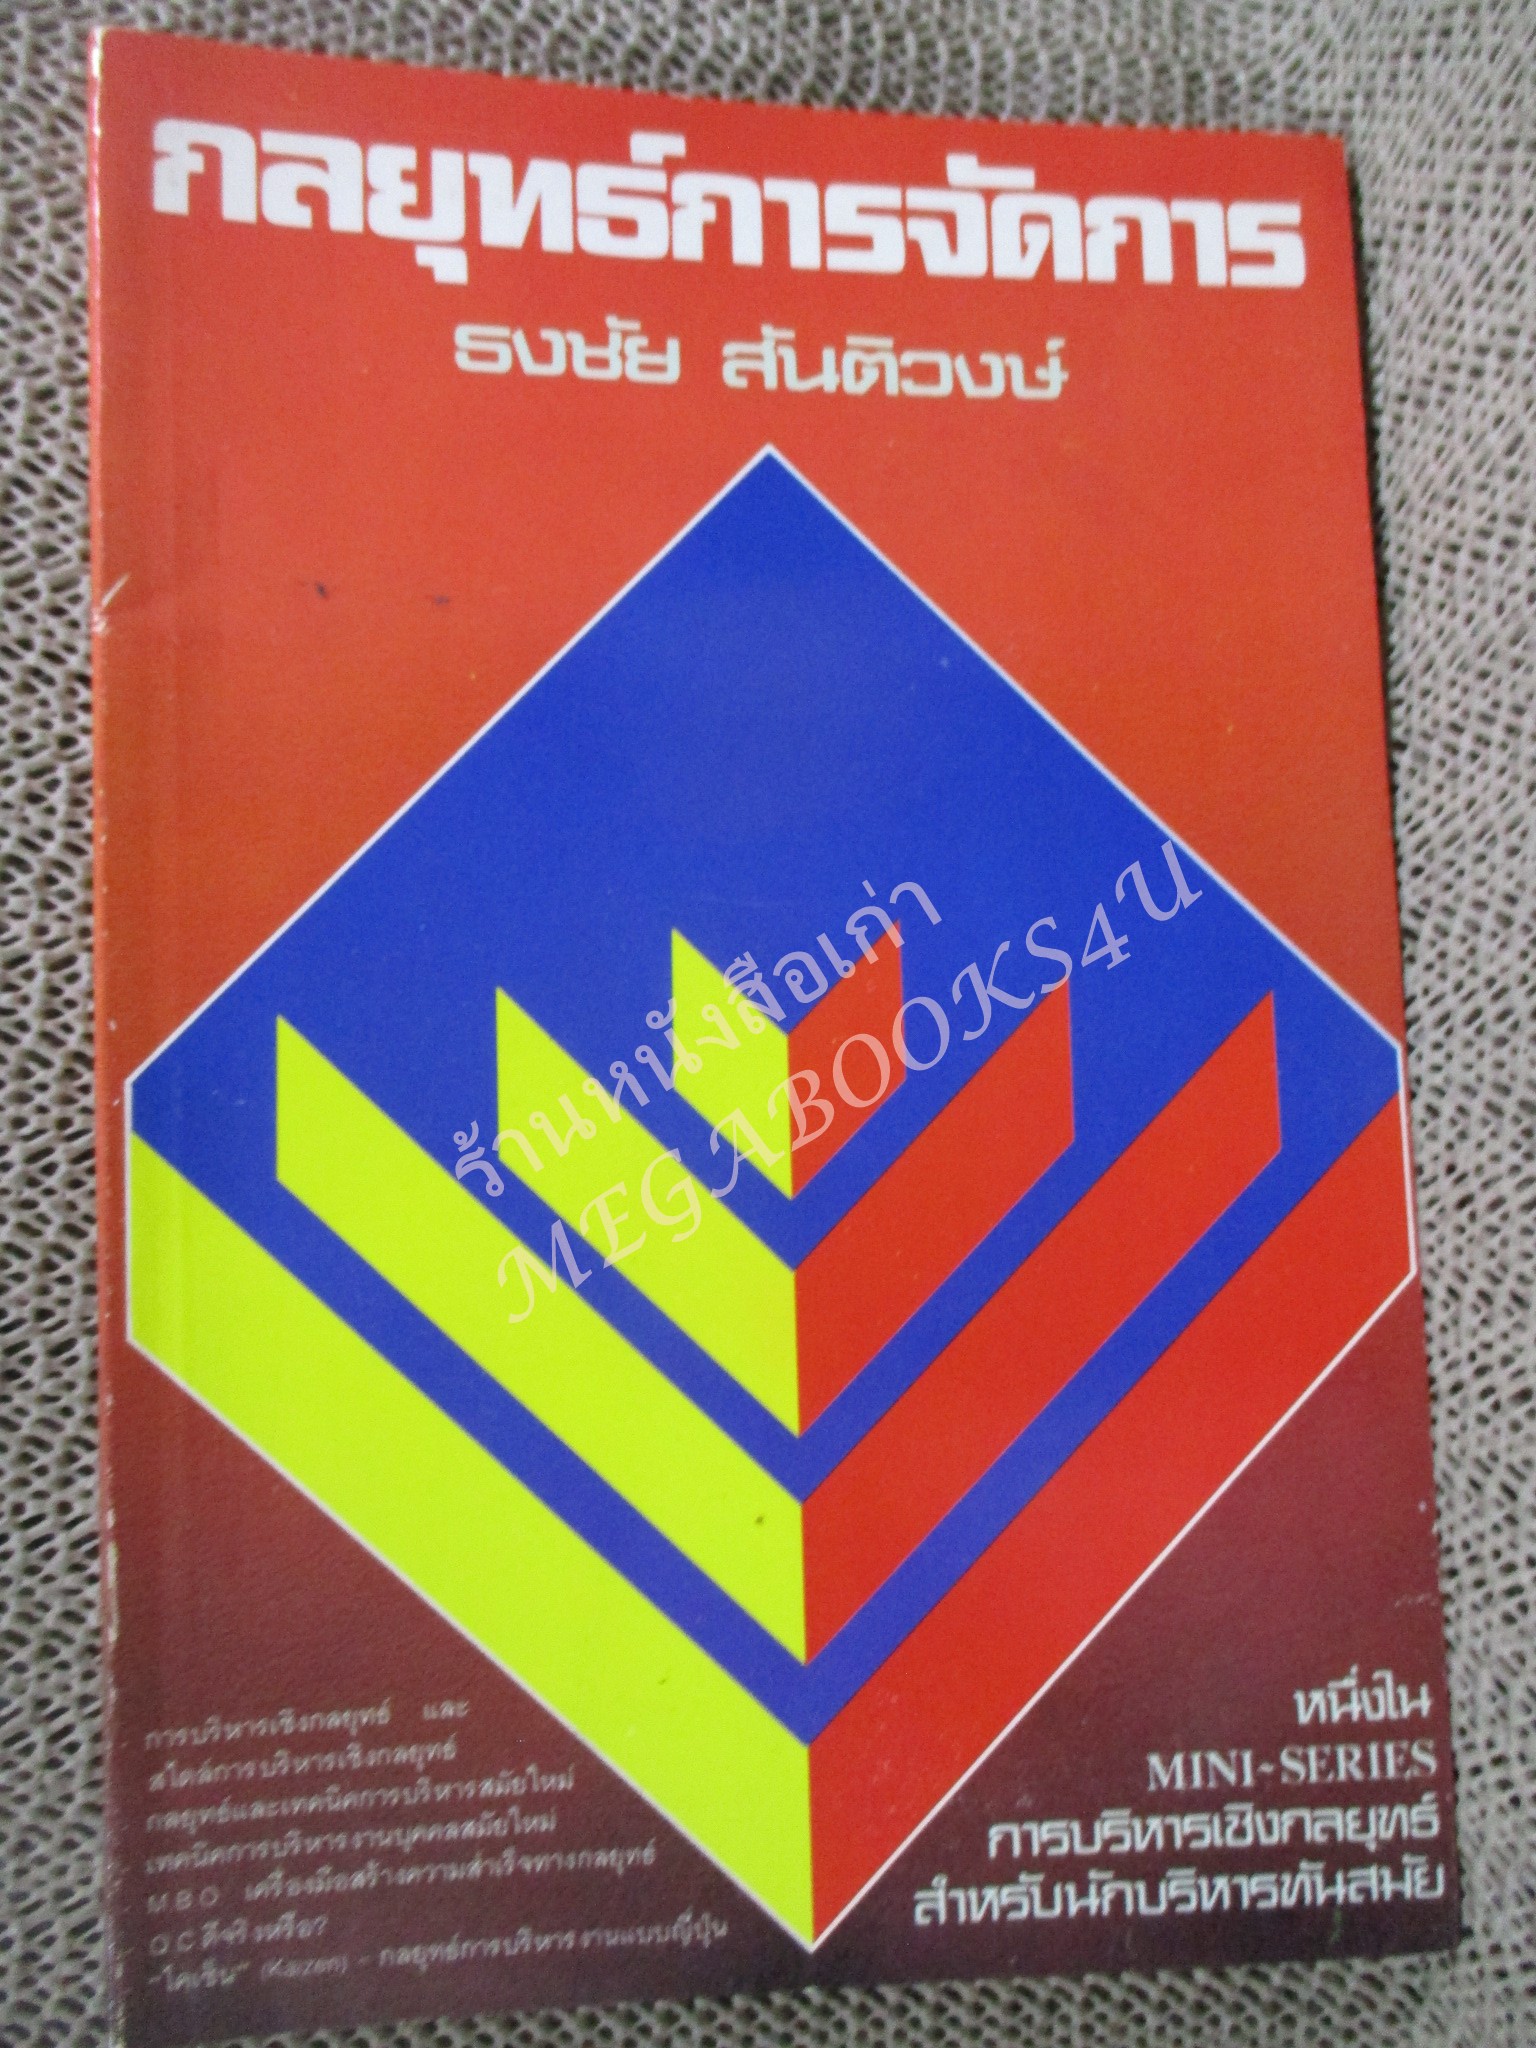 กลยุทธ์การจัดการ
ธงชัย สันติวงษ์
ร้านหนังสือเก่า
MEGABOOKS4U
การบริหารเชิงกลยุทธ์ และ
สไตล์การบริหารเชิงกลยุทธ์
กลยุทธ์และเทคนิคการบริหารสมัยใหม่
เทคนิคการบริหารงานบุคคลสมัยใหม่
M.B.O เครื่องมือสร้างความสำเร็จทางกลยุทธ์
Q.C ดีจริงหรือ?
"ไคเซ็น" (Kaizen) - กลยุทธ์การบริหารงานแบบญี่ปุ่น
หนึ่งใน
MINI-SERIES
การบริหารเชิงกลยุทธ์
สำหรับนักบริหารทันสมัย